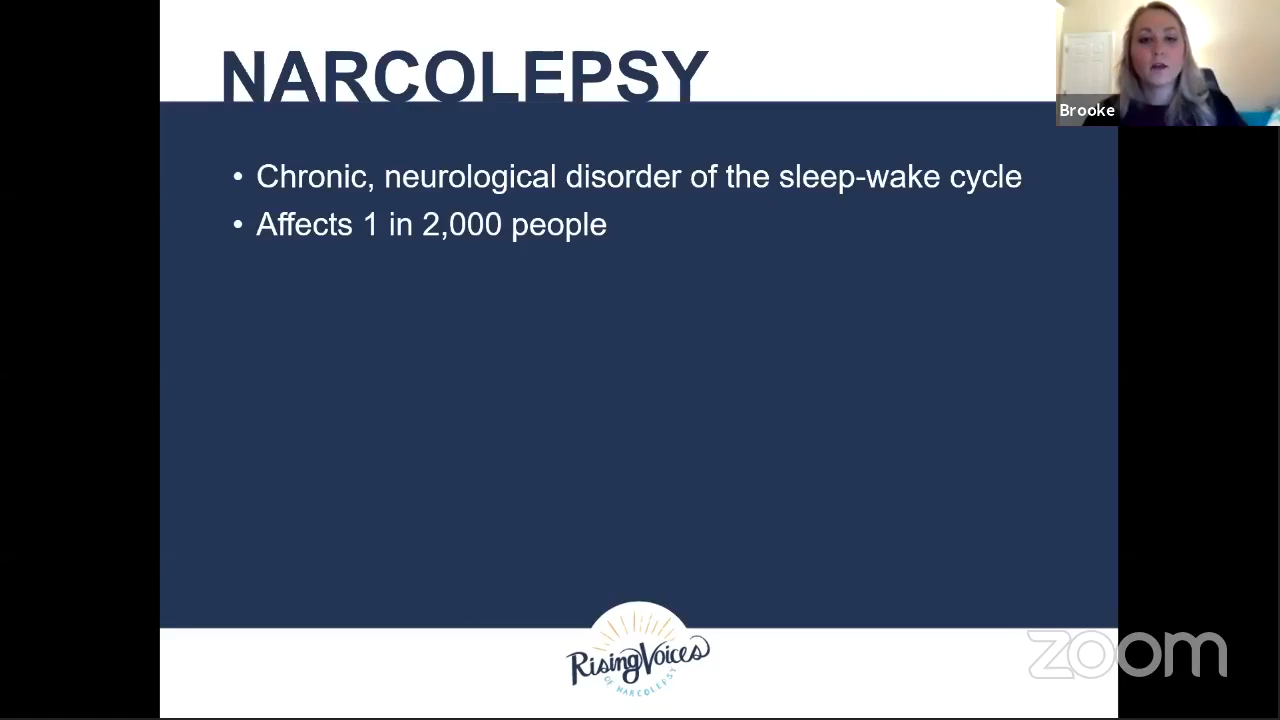 NARCOLEPSY
Brooke
• Chronic, neurological disorder of the sleep-wake cycle
• Affects 1 in 2,000 people
Rising Voices
OF NARCOLEPSY
zoom